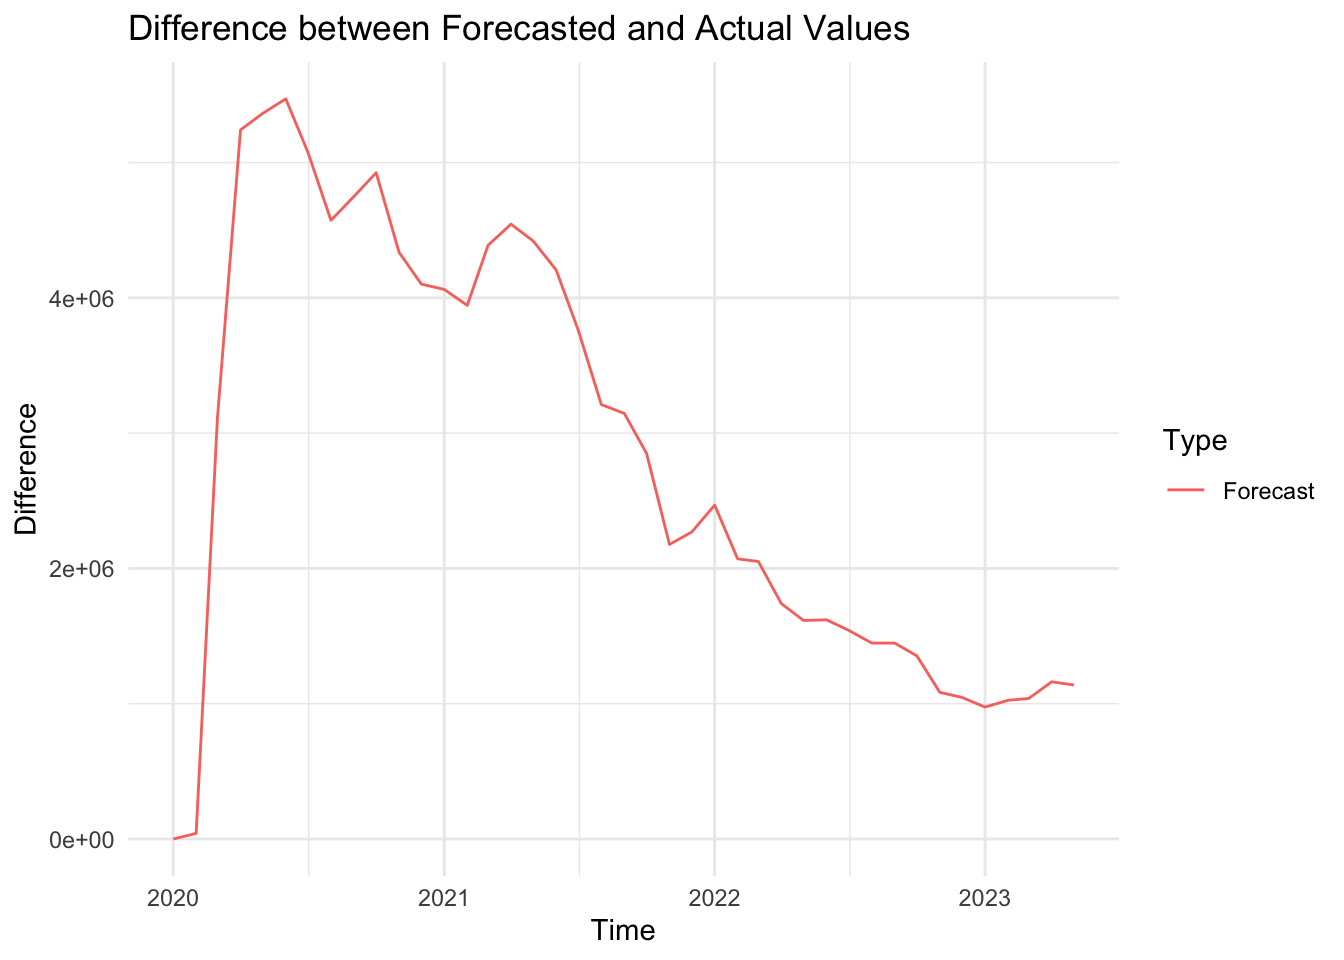 Difference between Forecasted and Actual Values
Difference
4e+06
2e+06
0e+00
2020
2021
2022
2023
Time
Type
Forecast